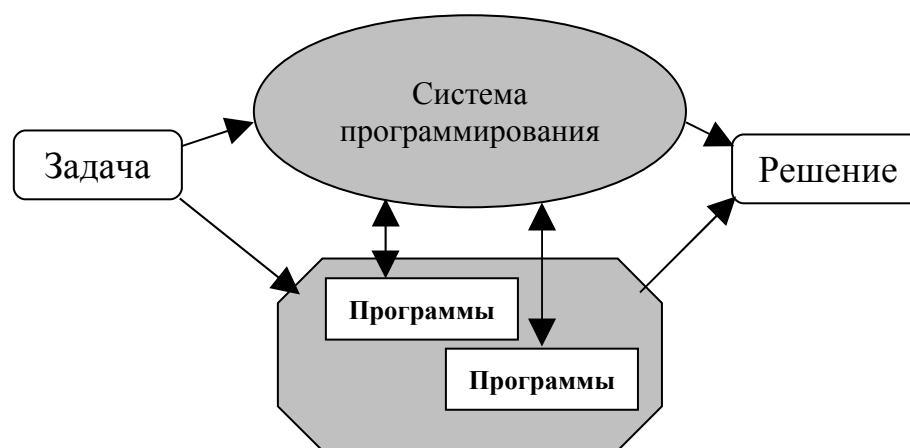 Система
программирования
Задача
Решение
Программы
Программы